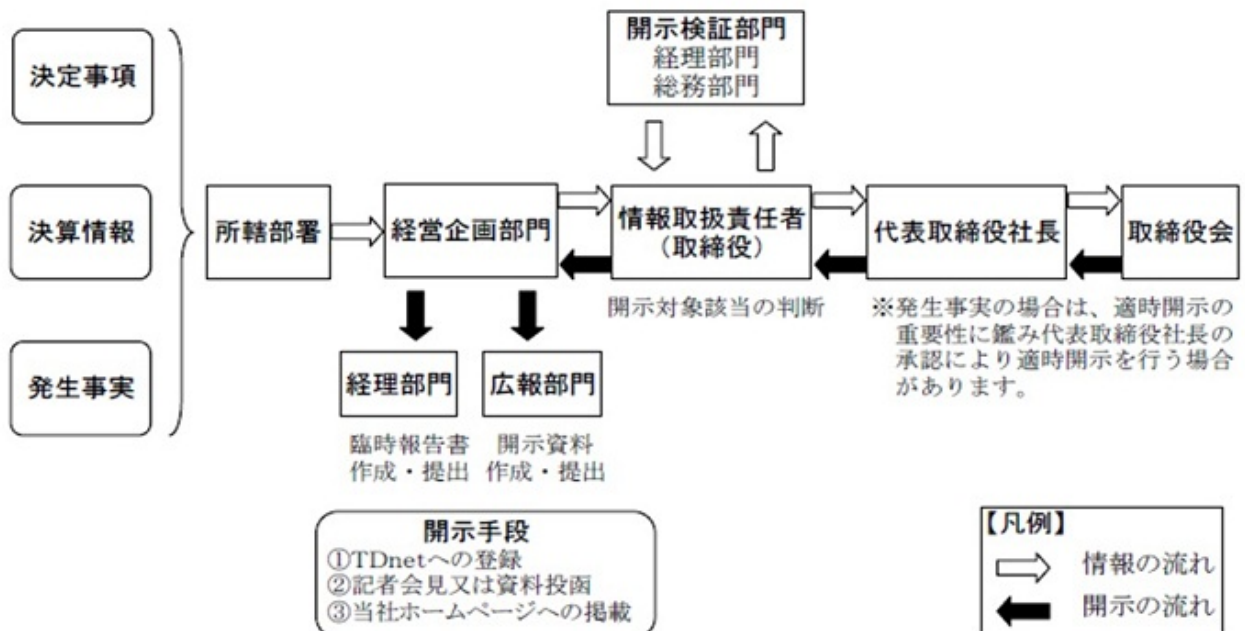 開示検証部門
経理部門
総務部門
決定事項
決算情報
発生事実
所轄部署
経営企画部門
情報取扱責任者
（取締役）
代表取締役社長
取締役会
開示対象該当の判断
※発生事実の場合は、適時開示の
重要性に鑑み代表取締役社長の
承認により適時開示を行う場合
があります。
経理部門
広報部門
臨時報告書
作成・提出
開示資料
作成・提出
開示手段
①TDnetへの登録
②記者会見又は資料投函
③当社ホームページへの掲載
【凡例】
情報の流れ
開示の流れ